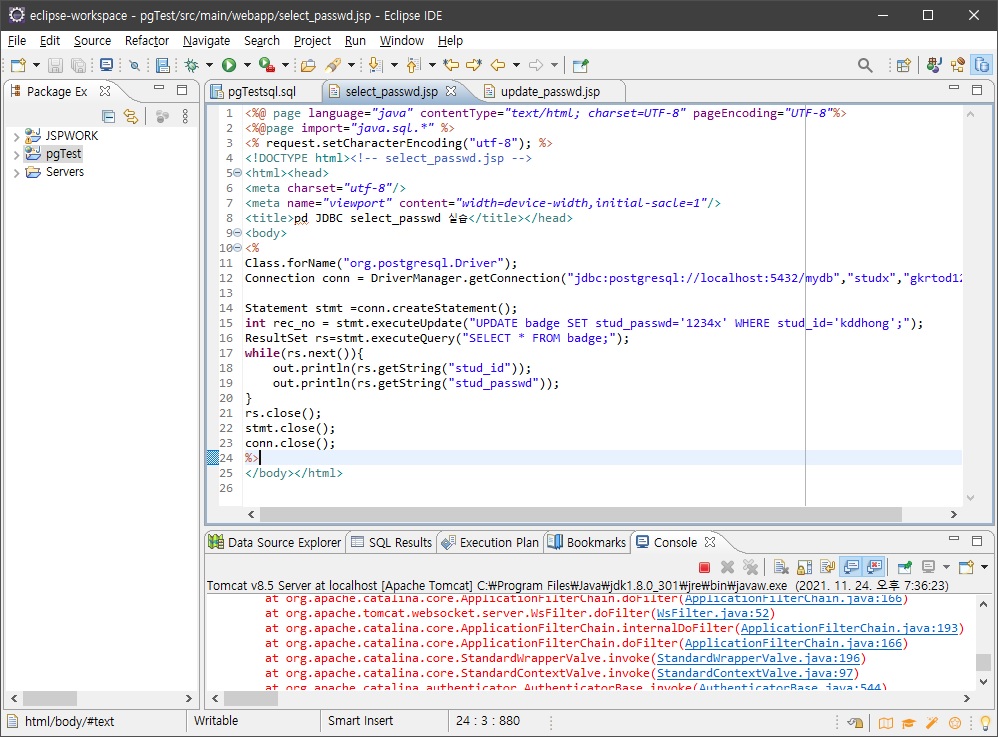 eclipse-workspace - pgTest/src/main/webapp/select_passwd.jsp - Eclipse IDE
File Edit Source Refactor Navigate Search Project Run Window Help
Package Ex
JSPWORK
pgTest
Servers
pgTestsql.sql select_passwd.jsp update_passwd.jsp
1 <%@ page language="java" contentType="text/html; charset=UTF-8" pageEncoding="UTF-8"%>
2 <%@page import="java.sql.*" %>
3 <% request.setCharacterEncoding("utf-8"); %>
4 <!DOCTYPE html><!-- select_passwd.jsp -->
5 <html><head>
6 <meta charset="utf-8"/>
7 <meta name="viewport" content="width=device-width,initial-sacle=1"/>
8 <title>pd JDBC select_passwd 실습</title></head>
9 <body>
10 <%
11 Class.forName("org.postgresql.Driver");
12 Connection conn = DriverManager.getConnection("jdbc:postgresql://localhost:5432/mydb","studx","gkrtod12
13
14 Statement stmt =conn.createStatement();
15 int rec_no = stmt.executeUpdate("UPDATE badge SET stud_passwd='1234x' WHERE stud_id='kddhong';");
16 ResultSet rs=stmt.executeQuery("SELECT * FROM badge;");
17 while(rs.next()){
18 out.println(rs.getString("stud_id"));
19 out.println(rs.getString("stud_passwd"));
20 }
21 rs.close();
22 stmt.close();
23 conn.close();
24 %>
25 </body></html>
26
Data Source Explorer SQL Results Execution Plan Bookmarks Console
Tomcat v8.5 Server at localhost [Apache Tomcat] C:₩Program Files₩Java₩jdk1.8.0_301₩jre₩bin₩javaw.exe (2021. 11. 24. 오후 7:36:23)
at org.apache.catalina.core.ApplicationFilterChain.doFilter(ApplicationFilterChain.java:166)
at org.apache.tomcat.websocket.server.WsFilter.doFilter(WsFilter.java:52)
at org.apache.catalina.core.ApplicationFilterChain.internalDoFilter(ApplicationFilterChain.java:193)
at org.apache.catalina.core.ApplicationFilterChain.doFilter(ApplicationFilterChain.java:166)
at org.apache.catalina.core.StandardWrapperValve.invoke(StandardWrapperValve.java:196)
at org.apache.catalina.core.StandardContextValve.invoke(StandardContextValve.java:97)
at org.apache.catalina.authenticator.AuthenticatorBase.invoke(AuthenticatorBase.java:544)
html/body/#text Writable Smart Insert 24 : 3 : 880